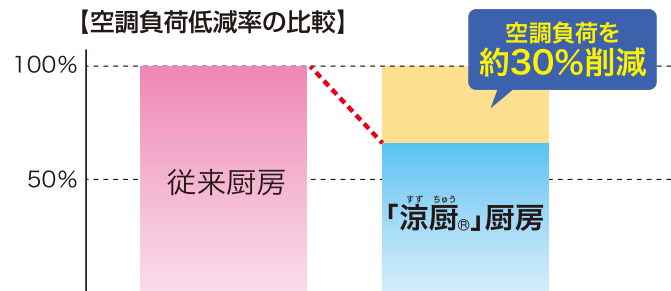 【空調負荷低減率の比較】
空調負荷を
約30%削減
100%
50%
従来厨房
すず ちゅう
「涼厨®」厨房